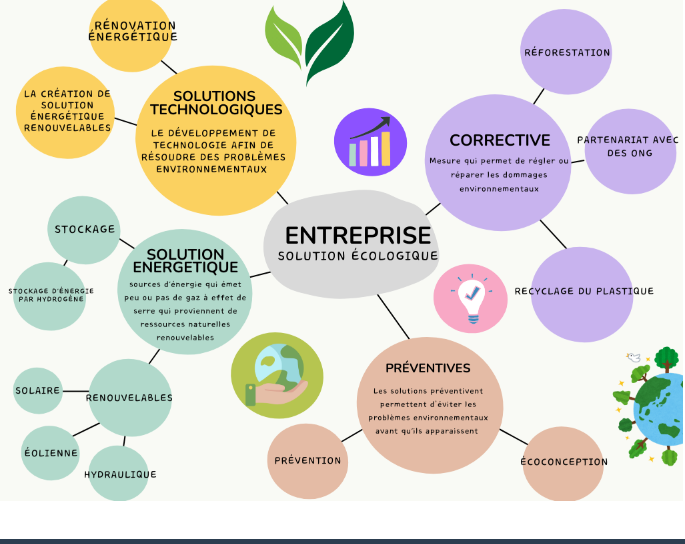 RÉNOVATION
ÉNERGÉTIQUE
LA CRÉATION DE
SOLUTION
ÉNERGÉTIQUE
RENOUVELABLES
SOLUTIONS
TECHNOLOGIQUES
LE DÉVELOPPEMENT DE
TECHNOLOGIE AFIN DE
RÉSOUDRE DES PROBLÈMES
ENVIRONNEMENTAUX
RÉFORESTATION
CORRECTIVE
Mesure qui permet de régler ou
réparer les dommages
environnementaux
PARTENARIAT AVEC
DES ONG
RECYCLAGE DU PLASTIQUE
ENTREPRISE
SOLUTION ÉCOLOGIQUE
STOCKAGE
STOCKAGE D'ÉNERGIE
PAR HYDROGÈNE
SOLUTION
ENERGETIQUE
sources d'énergie qui émet
peu ou pas de gaz à effet de
serre qui proviennent de
ressources naturelles
renouvelables
SOLAIRE
RENOUVELABLES
ÉOLIENNE
HYDRAULIQUE
PRÉVENTIVES
Les solutions préventivent
permettent d'éviter les
problèmes environnementaux
avant qu'ils apparaissent
PRÉVENTION
ÉCOCONCEPTION